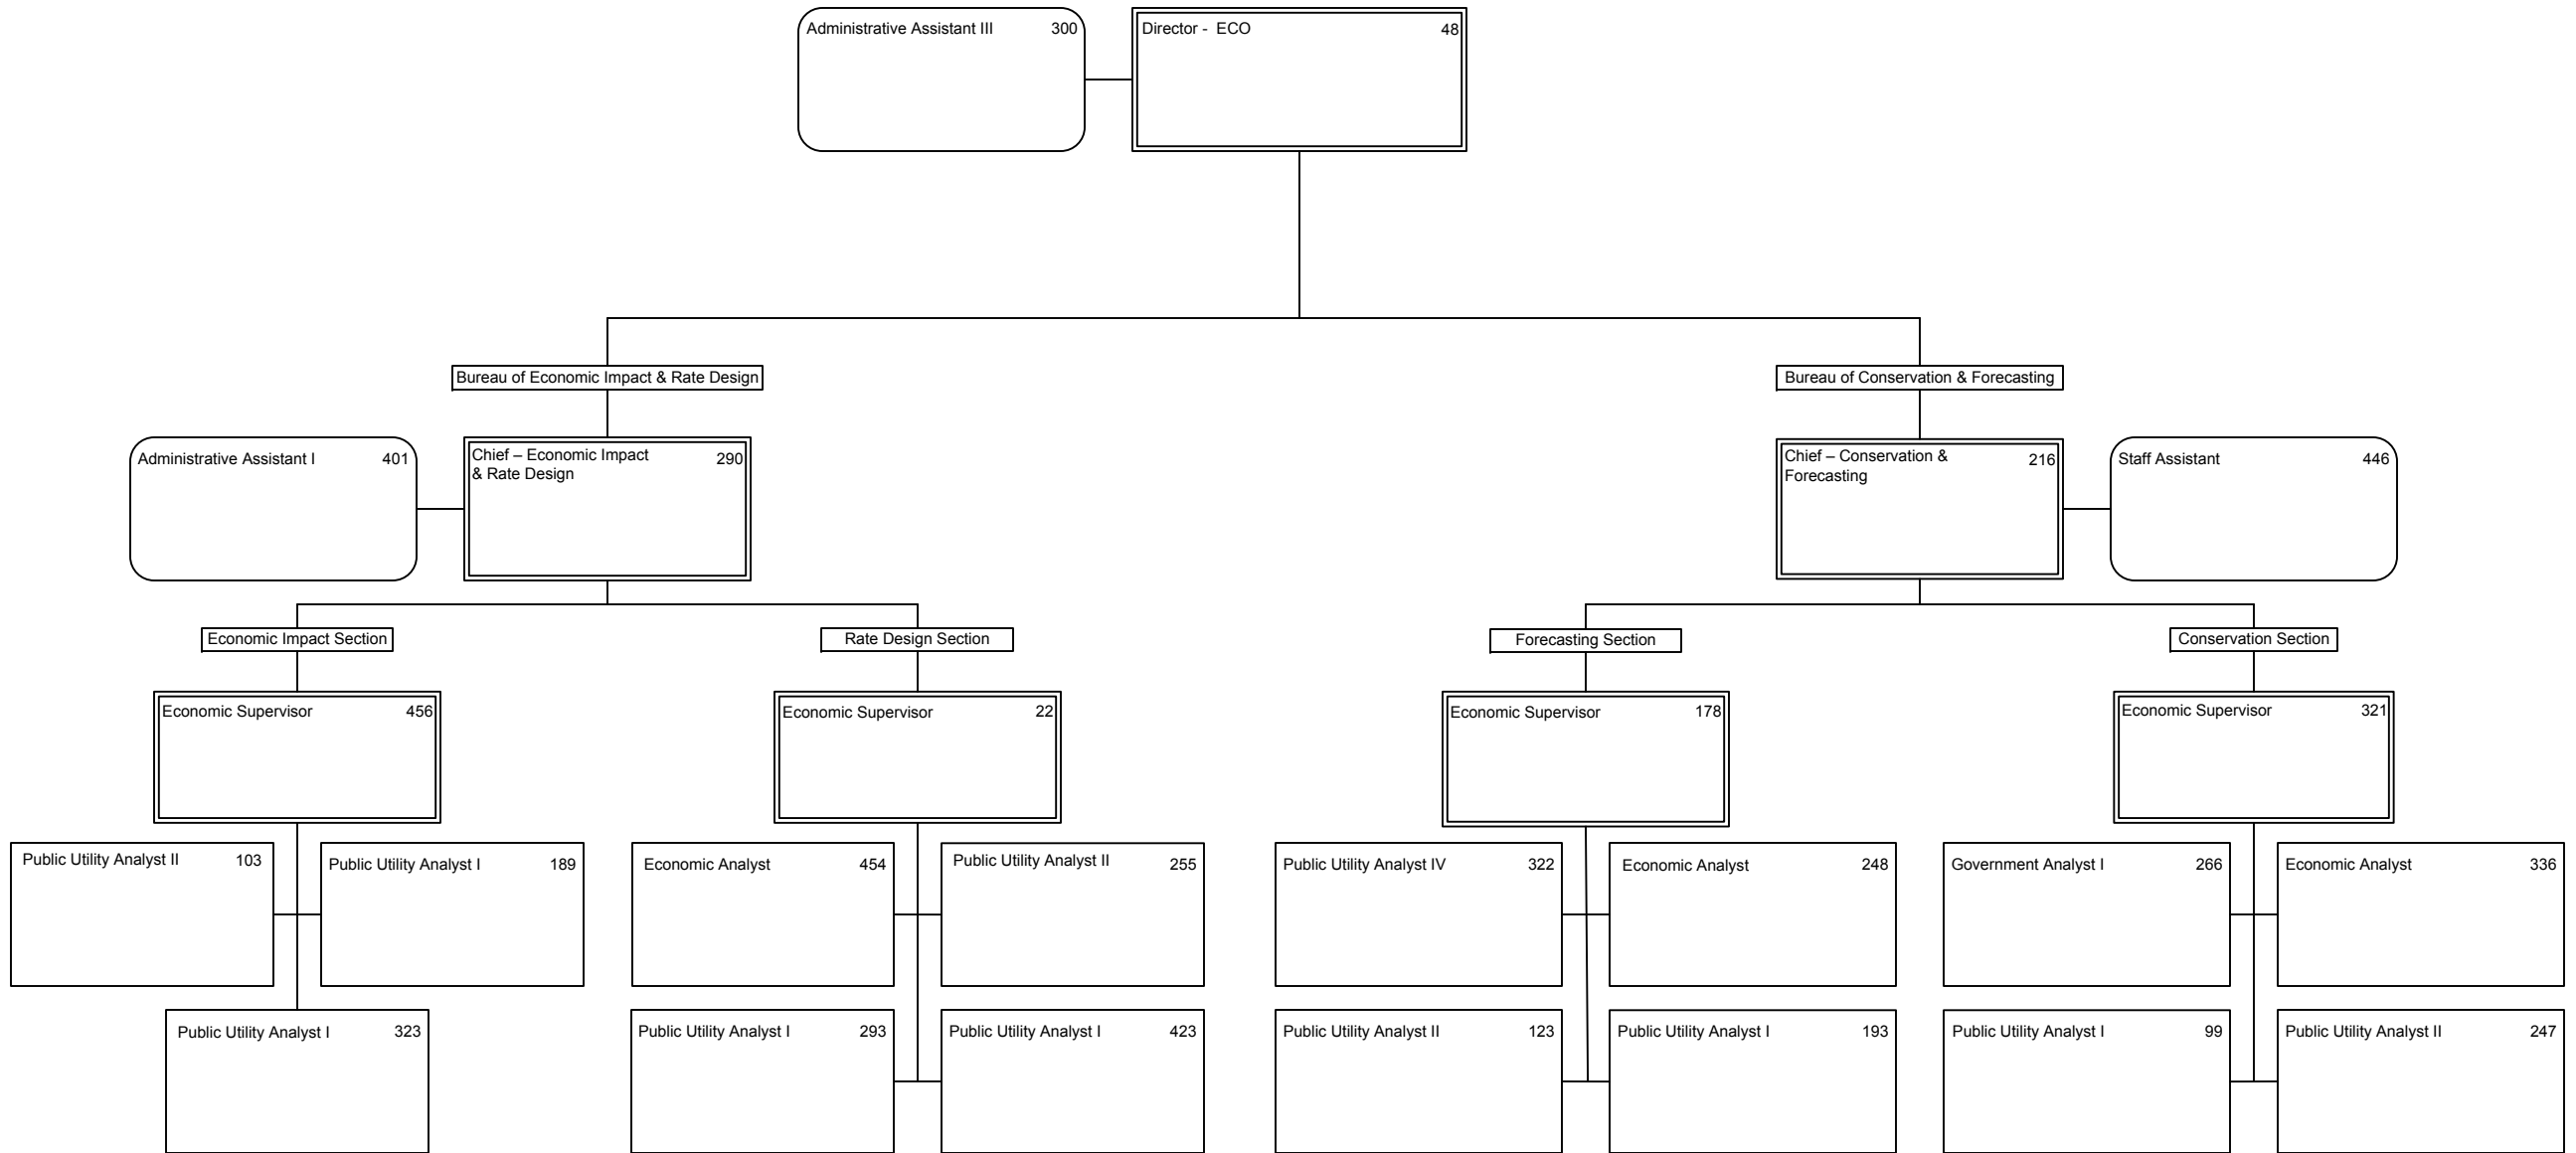 Administrative Assistant III 300
Director - ECO 48
Bureau of Economic Impact & Rate Design
Bureau of Conservation & Forecasting
Administrative Assistant I 401
Chief – Economic Impact 290
& Rate Design
Chief – Conservation & 216
Forecasting
Staff Assistant 446
Economic Impact Section
Rate Design Section
Forecasting Section
Conservation Section
Economic Supervisor 456
Economic Supervisor 22
Economic Supervisor 178
Economic Supervisor 321
Public Utility Analyst II 103
Public Utility Analyst I 189
Economic Analyst 454
Public Utility Analyst II 255
Public Utility Analyst IV 322
Economic Analyst 248
Government Analyst I 266
Economic Analyst 336
Public Utility Analyst I 323
Public Utility Analyst I 293
Public Utility Analyst I 423
Public Utility Analyst II 123
Public Utility Analyst I 193
Public Utility Analyst I 99
Public Utility Analyst II 247